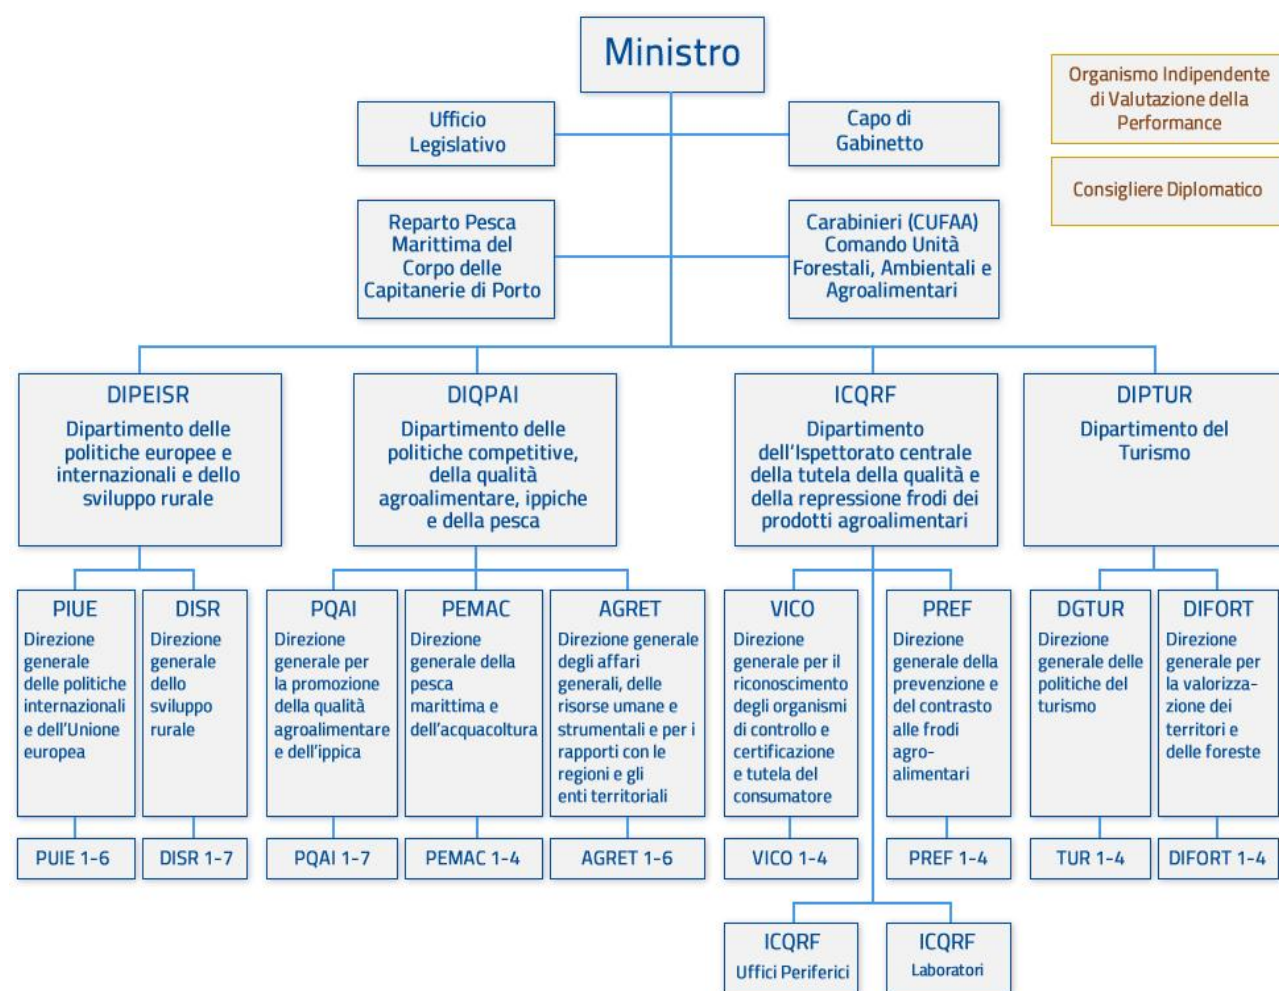 Ministro
Organismo Indipendente
di Valutazione della
Performance
Ufficio
Legislativo
Capo di
Gabinetto
Consigliere Diplomatico
Reparto Pesca
Marittima del
Corpo delle
Capitanerie di Porto
Carabinieri (CUFAA)
Comando Unità
Forestali, Ambientali e
Agroalimentari
DIPEISR
Dipartimento delle
politiche europee e
internazionali e dello
sviluppo rurale
DIQPAI
Dipartimento delle
politiche competitive,
della qualità
agroalimentare, ippiche
e della pesca
ICQRF
Dipartimento
dell'Ispettorato centrale
della tutela della qualità e
della repressione frodi dei
prodotti agroalimentari
DIPTUR
Dipartimento del
Turismo
PIUE
Direzione
generale
delle politiche
internazionali
e dell'Unione
europea
DISR
Direzione
generale
dello
sviluppo
rurale
PQAI
Direzione
generale per
la promozione
della qualità
agroalimentare
e dell'ippica
PEMAC
Direzione
generale della
pesca
marittima e
dell'acquacoltura
AGRET
Direzione generale
degli affari
generali, delle
risorse umane e
strumentali e per i
rapporti con le
regioni e gli
enti territoriali
VICO
Direzione
generale per il
riconoscimento
degli organismi
di controllo e
certificazione
e tutela del
consumatore
PREF
Direzione
generale della
prevenzione e
del contrasto
alle frodi
agro-
alimentari
DGTUR
Direzione
generale delle
politiche del
turismo
DIFORT
Direzione
generale per
la valorizza-
zione dei
territori e
delle foreste
PUIE 1-6
DISR 1-7
PQAI 1-7
PEMAC 1-4
AGRET 1-6
VICO 1-4
PREF 1-4
TUR 1-4
DIFORT 1-4
ICQRF
Uffici Periferici
ICQRF
Laboratori